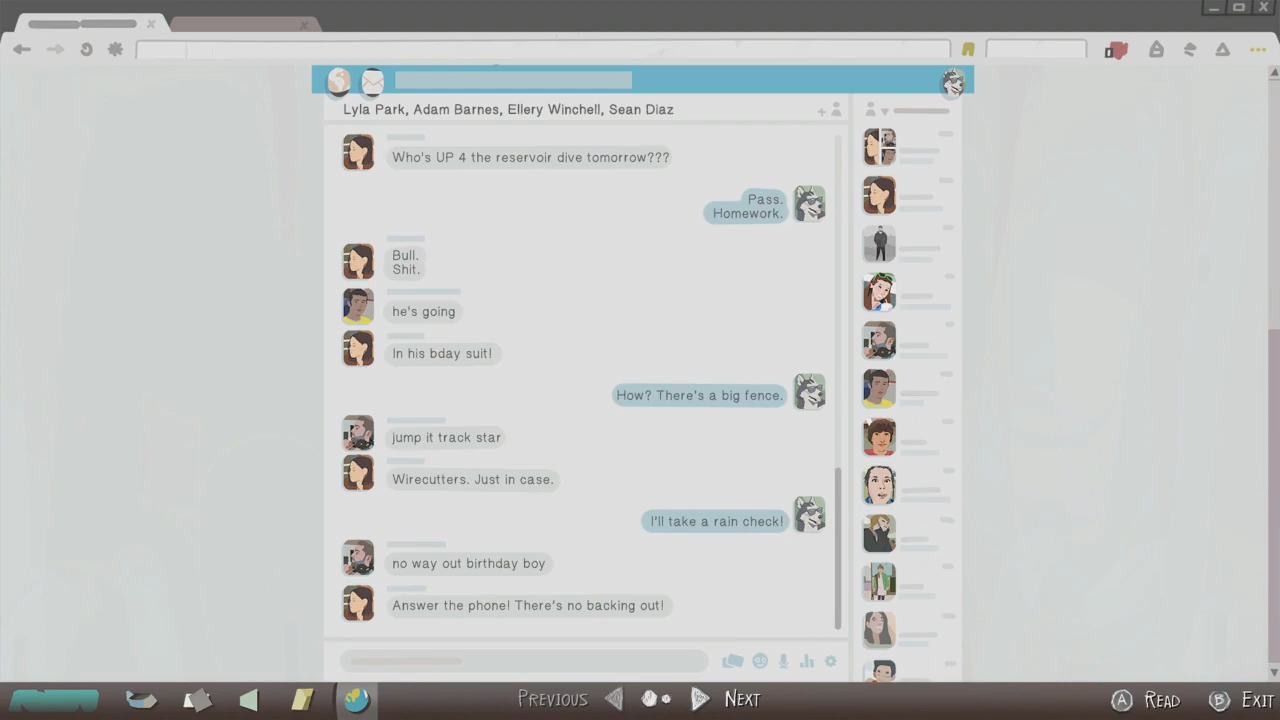 Lyla Park, Adam Barnes, Ellery Winchell, Sean Diaz
Who's UP 4 the reservoir dive tomorrow???
Pass.
Homework.
Bull.
Shit.
he's going
In his bday suit!
How? There's a big fence.
jump it track star
Wirecutters. Just in case.
I'll take a rain check!
no way out birthday boy
Answer the phone! There's no backing out!
Previous
Next
A Read
B Exit